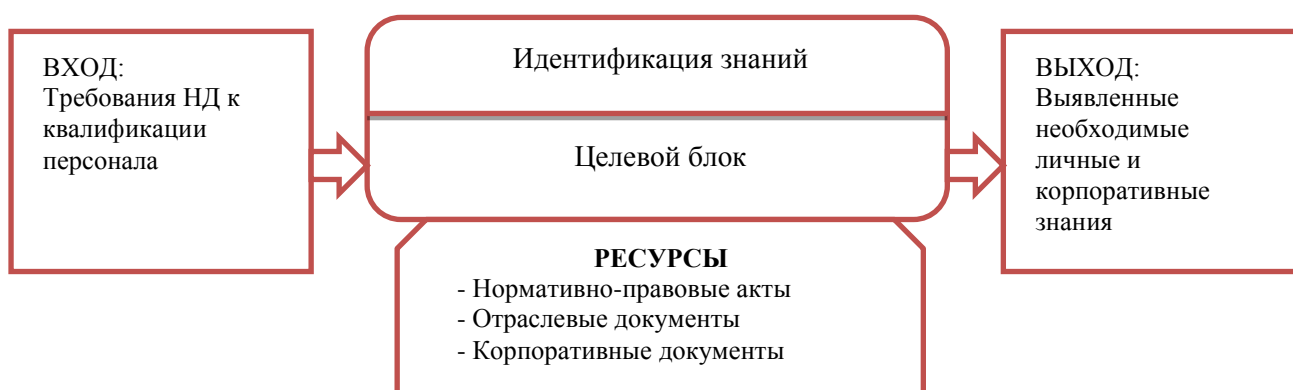 ВХОД:
Требования НД к
квалификации
персонала
Идентификация знаний
Целевой блок
РЕСУРСЫ
- Нормативно-правовые акты
- Отраслевые документы
- Корпоративные документы
ВЫХОД:
Выявленные
необходимые
личные и
корпоративные
знания